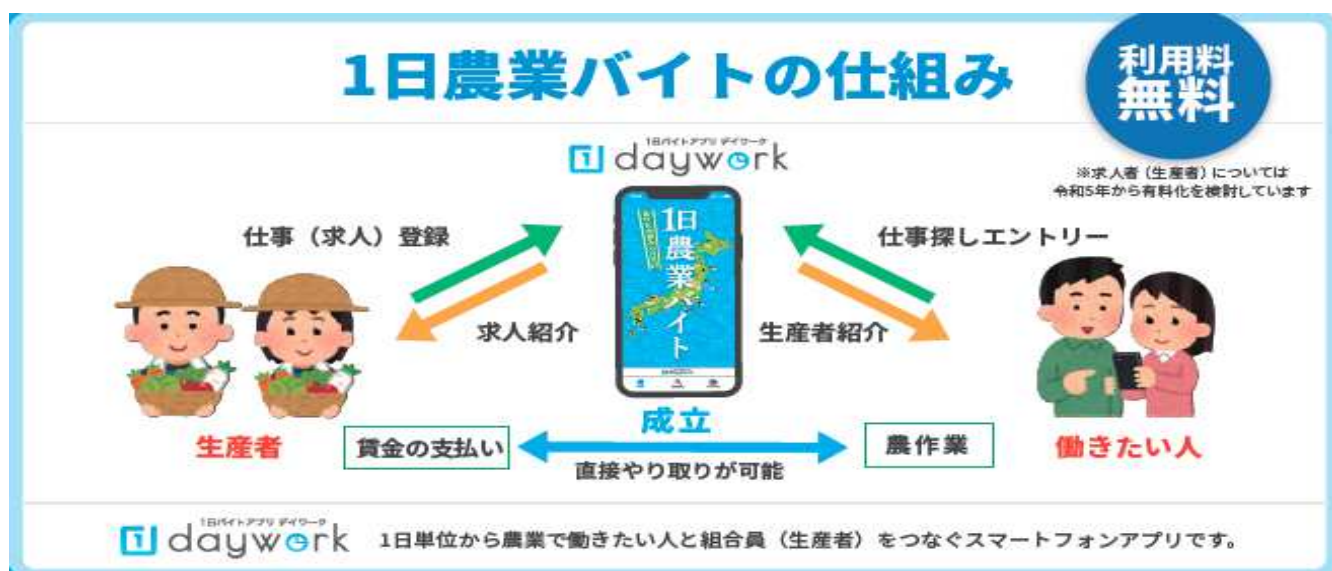 1日農業バイトの仕組み
利用料
無料
1日バイトアプリ デイワーク
1 daywork
※求人者（生産者）については
令和5年から有料化を検討しています
仕事（求人）登録
仕事探しエントリー
1日農業バイト
求人紹介
生産者紹介
成立
生産者
賃金の支払い
農作業
働きたい人
直接やり取りが可能
1日バイトアプリ デイワーク
1 daywork
1日単位から農業で働きたい人と組合員（生産者）をつなぐスマートフォンアプリです。